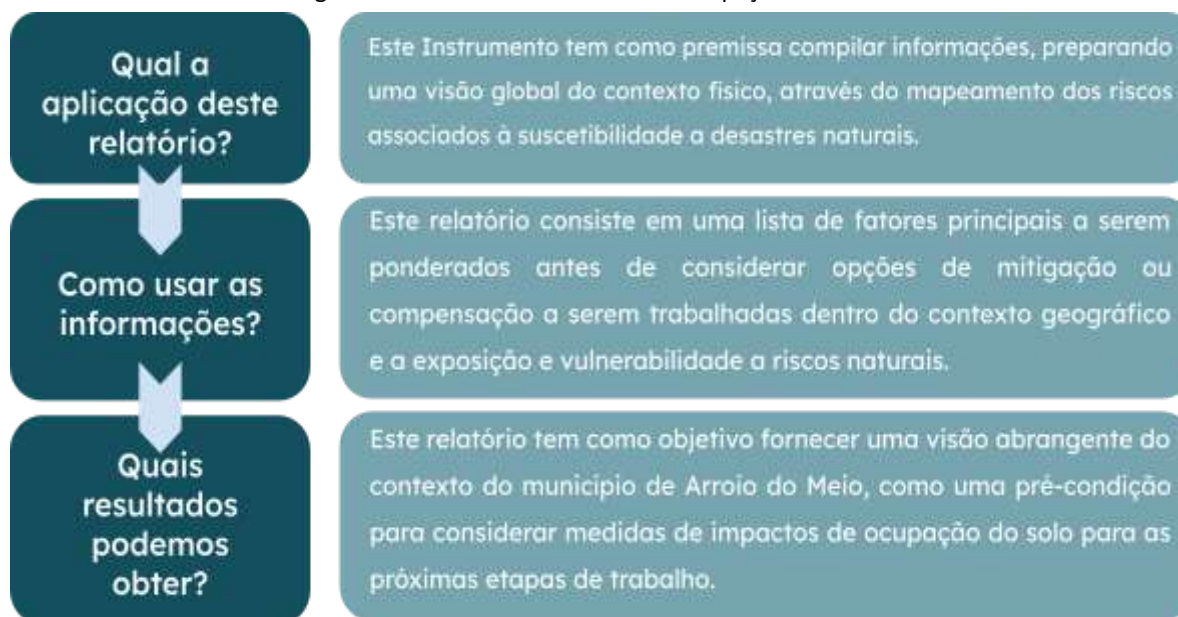 Qual a
aplicação deste
relatório?
Este Instrumento tem como premissa compilar informações, preparando
uma visão global do contexto físico, através do mapeamento dos riscos
associados à suscetibilidade a desastres naturais.
Como usar as
informações?
Este relatório consiste em uma lista de fatores principais a serem
ponderados antes de considerar opções de mitigação ou
compensação a serem trabalhadas dentro do contexto geográfico
e a exposição e vulnerabilidade a riscos naturais.
Quais
resultados
podemos
obter?
Este relatório tem como objetivo fornecer uma visão abrangente do
contexto do município de Arroio do Meio, como uma pré-condição
para considerar medidas de impactos de ocupação do solo para as
próximas etapas de trabalho.